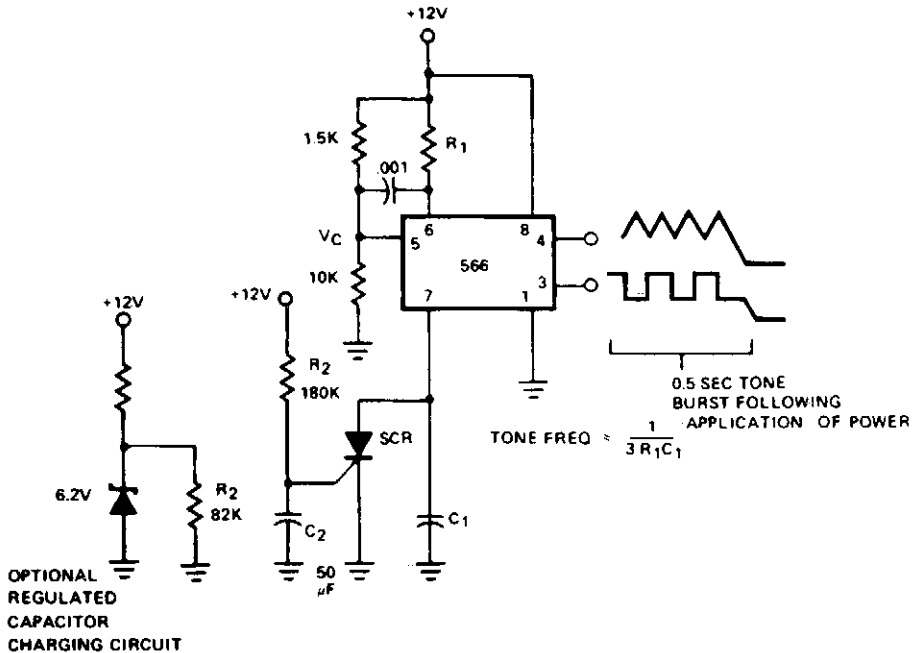 +12V
1.5K
R1
.001
6
8
4
VC
5
566
3
10K
7
1
+12V
+12V
R2
180K
SCR
0.5 SEC TONE
BURST FOLLOWING
APPLICATION OF POWER
TONE FREQ = 1
3 R1C1
6.2V
R2
82K
C2
C1
50
µF
OPTIONAL
REGULATED
CAPACITOR
CHARGING CIRCUIT